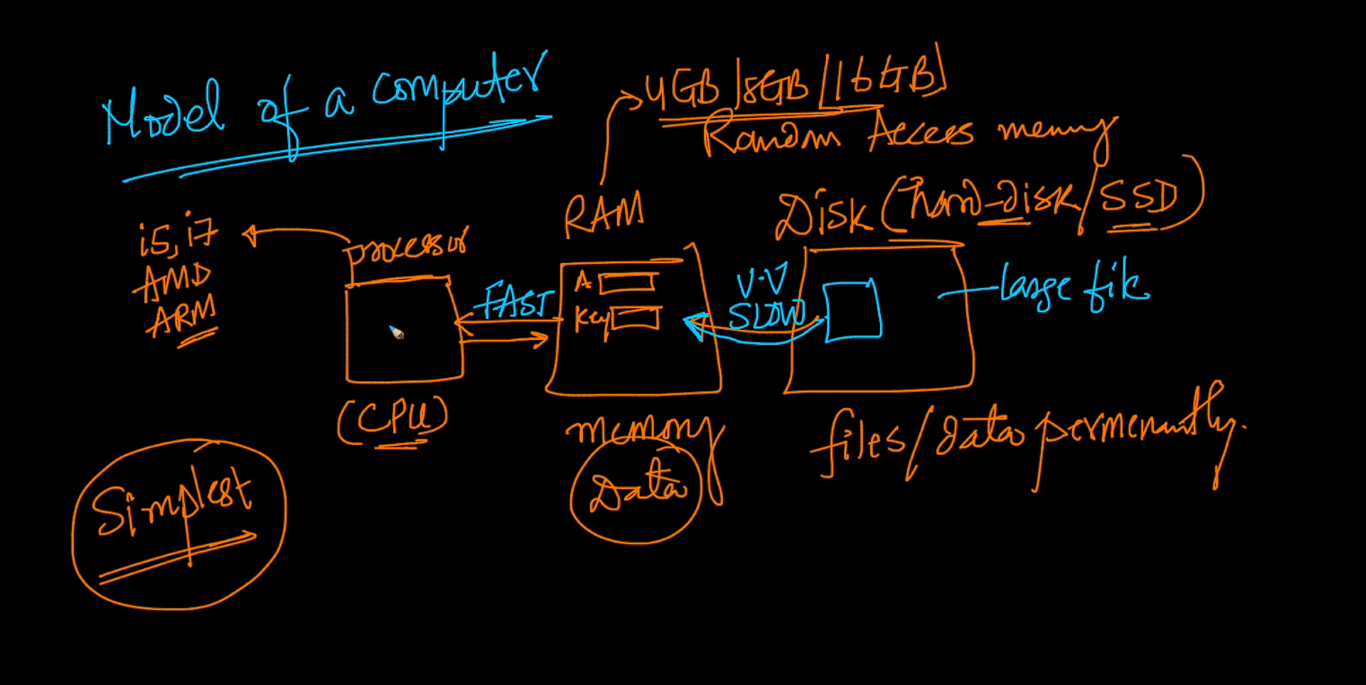 Model of a computer
4GB/8GB/16GB)
Random Access memory
RAM
Disk (hard-disk/SSD)
i5, i7
AMD
ARM
processor
FAST
A
Key
V.V
SLOW
large file
(CPU)
memory
Data
files/data permenantly.
Simplest